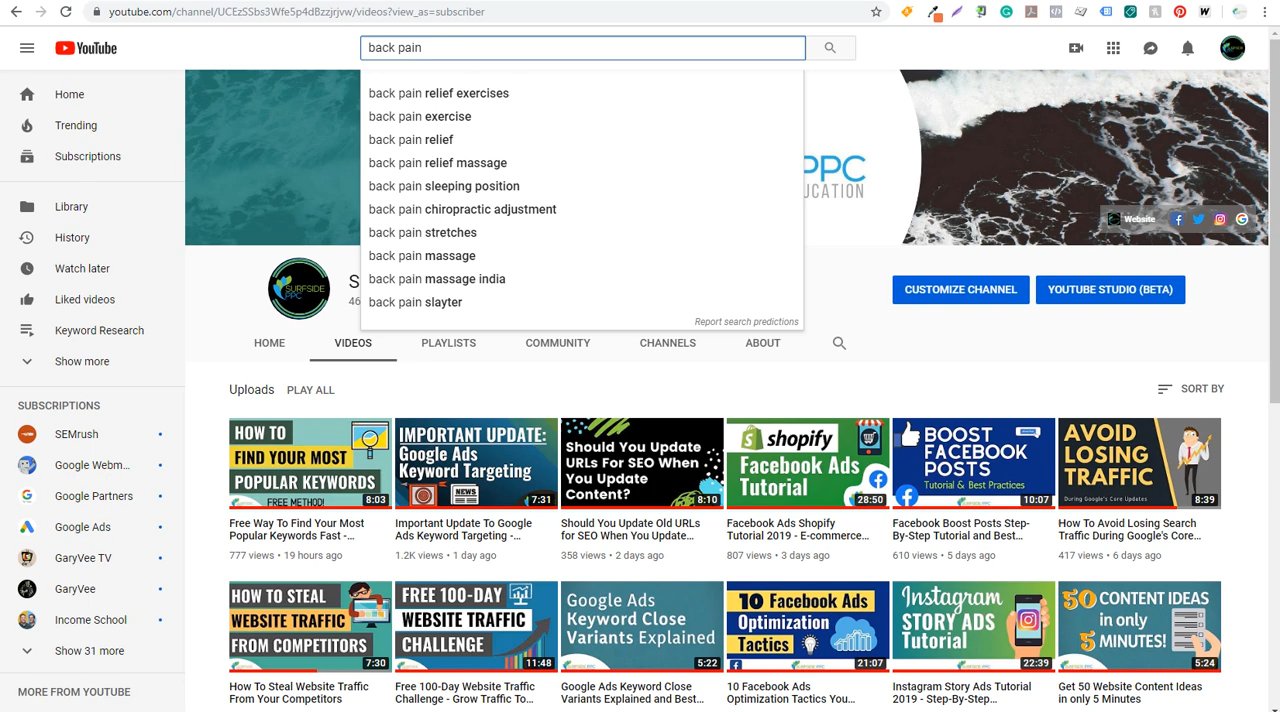 youtube.com/channel/UCEzSSbs3Wfe5p4dBzzjrjvw/videos?view_as=subscriber
YouTube
back pain
back pain relief exercises
back pain exercise
back pain relief
back pain relief massage
back pain sleeping position
back pain chiropractic adjustment
back pain stretches
back pain massage
back pain massage india
back pain slayter
Report search predictions
Home
Trending
Subscriptions
Library
History
Watch later
Liked videos
Keyword Research
Show more
SUBSCRIPTIONS
SEMrush
Google Webm...
Google Partners
Google Ads
GaryVee TV
GaryVee
Income School
Show 31 more
MORE FROM YOUTUBE
PPC
UCATION
Website
SURFSIDE
PPC
S
46
CUSTOMIZE CHANNEL
YOUTUBE STUDIO (BETA)
HOME
VIDEOS
PLAYLISTS
COMMUNITY
CHANNELS
ABOUT
Uploads
PLAY ALL
SORT BY
HOW TO
FIND YOUR MOST
POPULAR KEYWORDS
FREE METHOD!
8:03
Free Way To Find Your Most
Popular Keywords Fast -...
777 views • 19 hours ago
IMPORTANT UPDATE:
Google Ads
Keyword Targeting
NEWS
7:31
Important Update To Google
Ads Keyword Targeting -...
1.2K views • 1 day ago
Should You Update
URLs For SEO When
You Update
Content?
8:10
Should You Update Old URLs
for SEO When You Update...
358 views • 2 days ago
shopify
Facebook Ads
Tutorial
28:50
Facebook Ads Shopify
Tutorial 2019 - E-commerce...
807 views • 3 days ago
BOOST
FACEBOOK
POSTS
Tutorial & Best Practices
10:07
Facebook Boost Posts Step-
By-Step Tutorial and Best...
610 views • 5 days ago
AVOID
LOSING
TRAFFIC
During Google's Core Updates
8:39
How To Avoid Losing Search
Traffic During Google's Core...
417 views • 6 days ago
HOW TO STEAL
WEBSITE TRAFFIC
FROM COMPETITORS
7:30
How To Steal Website Traffic
From Your Competitors
FREE 100-DAY
WEBSITE TRAFFIC
CHALLENGE
11:48
Free 100-Day Website Traffic
Challenge - Grow Traffic To...
Google Ads
Keyword Close
Variants Explained
5:22
Google Ads Keyword Close
Variants Explained and Best...
10 Facebook Ads
Optimization
Tactics
21:07
10 Facebook Ads
Optimization Tactics You...
Instagram
STORY ADS
Tutorial
22:39
Instagram Story Ads Tutorial
2019 - Step-By-Step...
50 CONTENT IDEAS
in only
5 MINUTES!
5:24
Get 50 Website Content Ideas
in only 5 Minutes